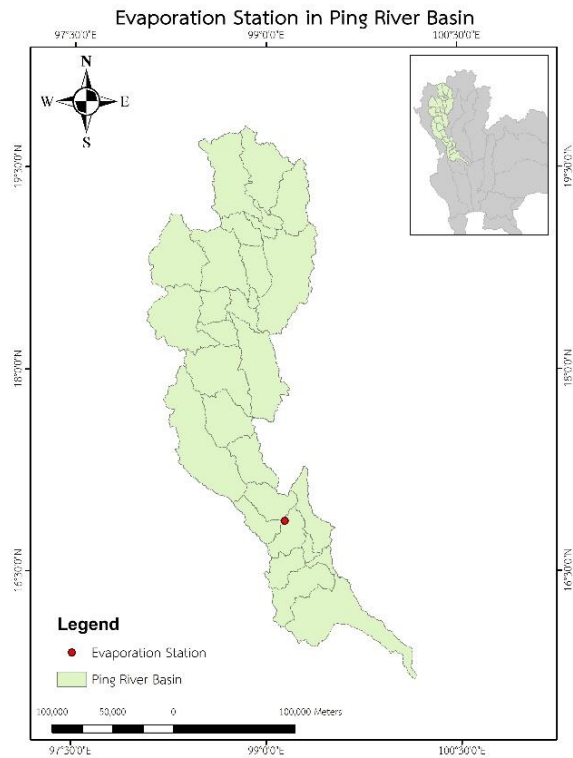 Evaporation Station in Ping River Basin
97°30'0"E
99°0'0"E
100°30'0"E
N
W
E
S
19°30'0"N
19°30'0"N
18°0'0"N
18°0'0"N
16°30'0"N
16°30'0"N
Legend
Evaporation Station
Ping River Basin
100,000
50,000
0
100,000 Meters
97°30'0"E
99°0'0"E
100°30'0"E